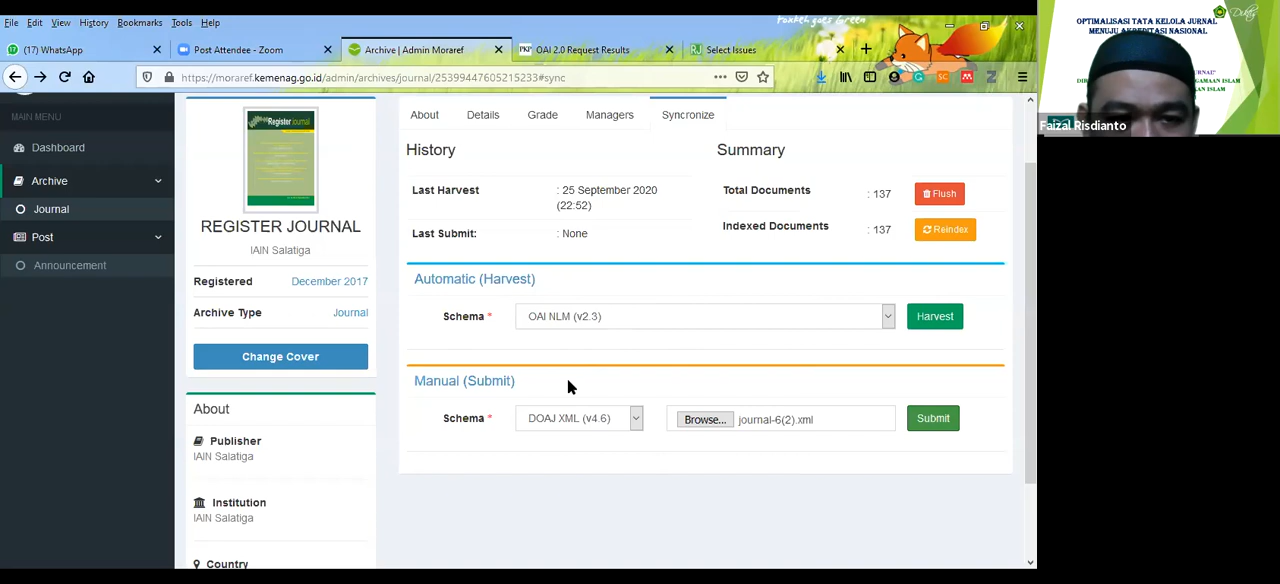 File Edit View History Bookmarks Tools Help
(17) WhatsApp
Post Attendee - Zoom
Archive | Admin Moraref
OAI 2.0 Request Results
Select Issues
https://moraref.kemenag.go.id/admin/archives/journal/25399447605215233#sync
MAIN MENU
Dashboard
Archive
Journal
Post
Announcement
Register journal
REGISTER JOURNAL
IAIN Salatiga
Registered December 2017
Archive Type Journal
Change Cover
About
Publisher
IAIN Salatiga
Institution
IAIN Salatiga
Country
About Details Grade Managers Syncronize
History
Last Harvest : 25 September 2020
(22:52)
Last Submit: : None
Summary
Total Documents : 137 Flush
Indexed Documents : 137 Reindex
Automatic (Harvest)
Schema * OAI NLM (v2.3) Harvest
Manual (Submit)
Schema * DOAJ XML (v4.6) Browse... journal-6(2).xml Submit
OPTIMALISASI TATA KELOLA JURNAL
MENUJU AKREDITASI NASIONAL
Faizal Risdianto